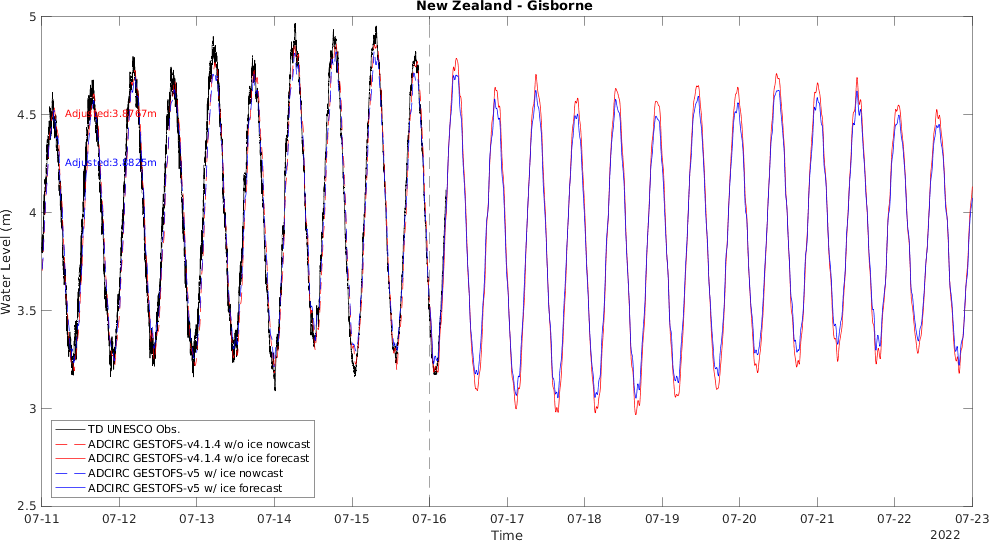 New Zealand - Gisborne
Water Level (m)
5
4.5
4
3.5
3
2.5
Adjusted:3.8767m
Adjusted:3.8825m
TD UNESCO Obs.
ADCIRC GESTOFS-v4.1.4 w/o ice nowcast
ADCIRC GESTOFS-v4.1.4 w/o ice forecast
ADCIRC GESTOFS-v5 w/ ice nowcast
ADCIRC GESTOFS-v5 w/ ice forecast
07-11 07-12 07-13 07-14 07-15 07-16 07-17 07-18 07-19 07-20 07-21 07-22 07-23
Time
2022